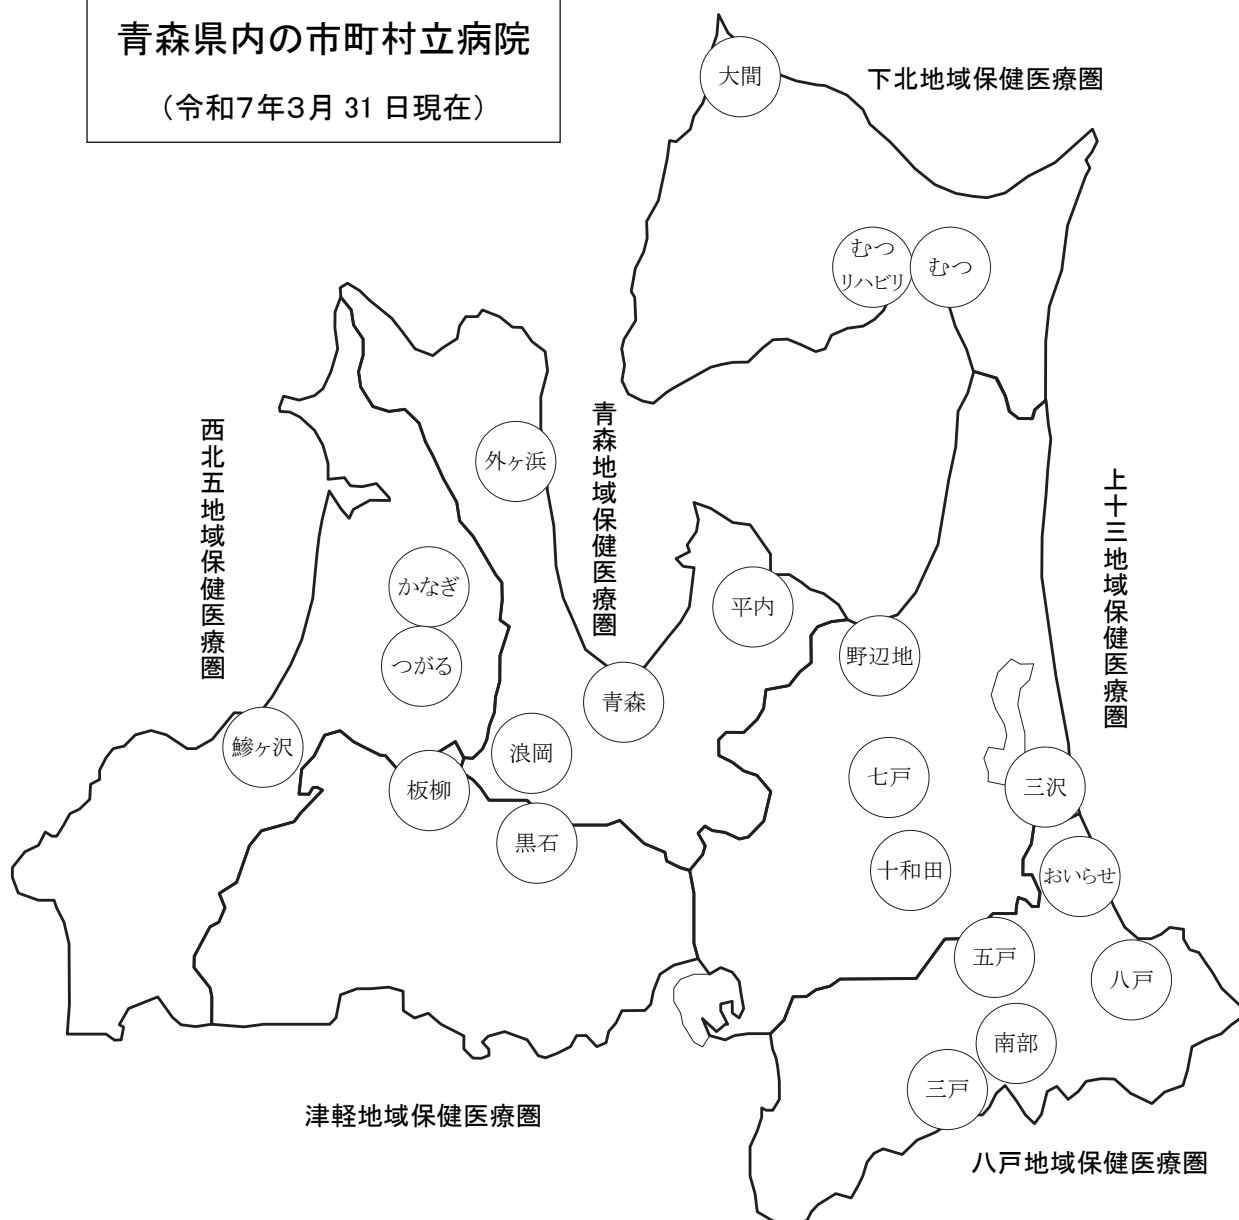 青森県内の市町村立病院
（令和7年3月 31 日現在）
大間
下北地域保健医療圏
むつ
リハビリ
むつ
西北五地域保健医療圏
青森地域保健医療圏
外ヶ浜
上十三地域保健医療圏
かなぎ
平内
つがる
野辺地
青森
鰺ヶ沢
浪岡
板柳
七戸
三沢
黒石
十和田
おいらせ
五戸
八戸
南部
三戸
津軽地域保健医療圏
八戸地域保健医療圏